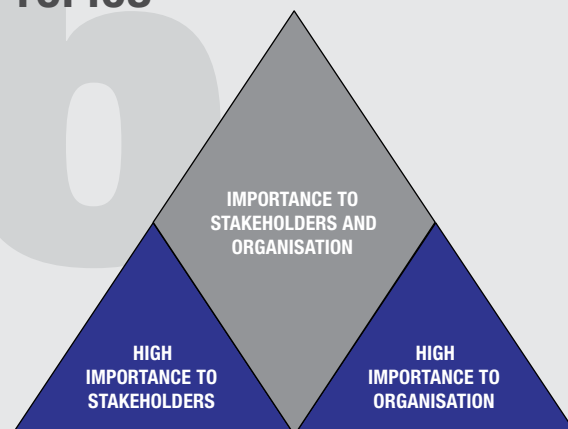 IMPORTANCE TO
STAKEHOLDERS AND
ORGANISATION
HIGH
IMPORTANCE TO
STAKEHOLDERS
HIGH
IMPORTANCE TO
ORGANISATION